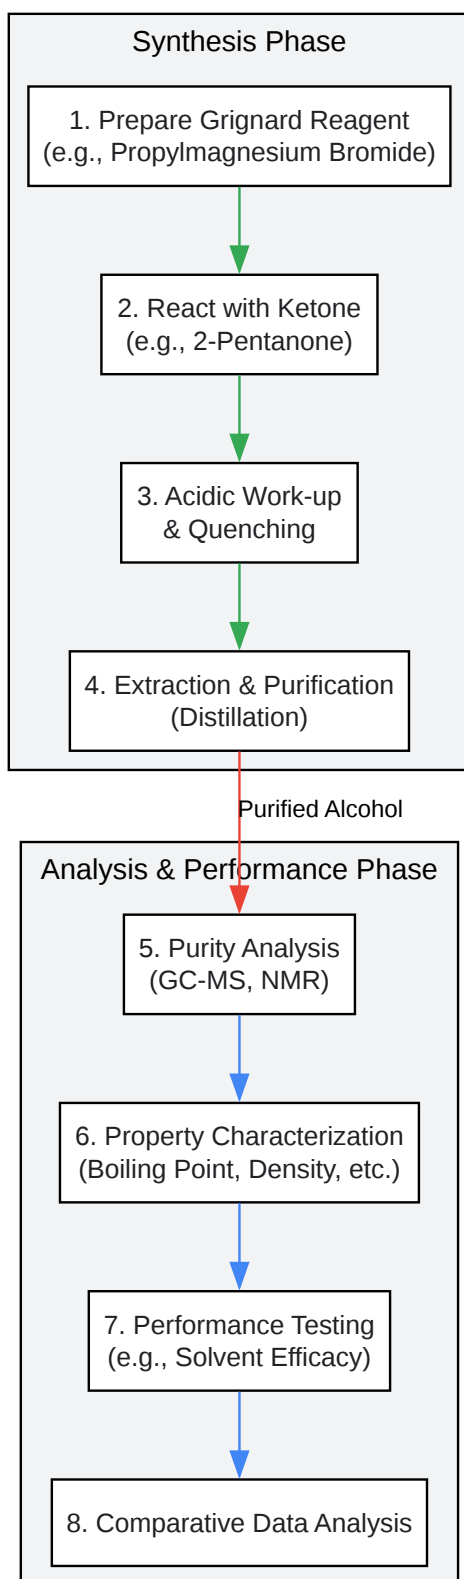 Synthesis Phase
1. Prepare Grignard Reagent
(e.g., Propylmagnesium Bromide)
2. React with Ketone
(e.g., 2-Pentanone)
3. Acidic Work-up
& Quenching
4. Extraction & Purification
(Distillation)
Purified Alcohol
Analysis & Performance Phase
5. Purity Analysis
(GC-MS, NMR)
6. Property Characterization
(Boiling Point, Density, etc.)
7. Performance Testing
(e.g., Solvent Efficacy)
8. Comparative Data Analysis